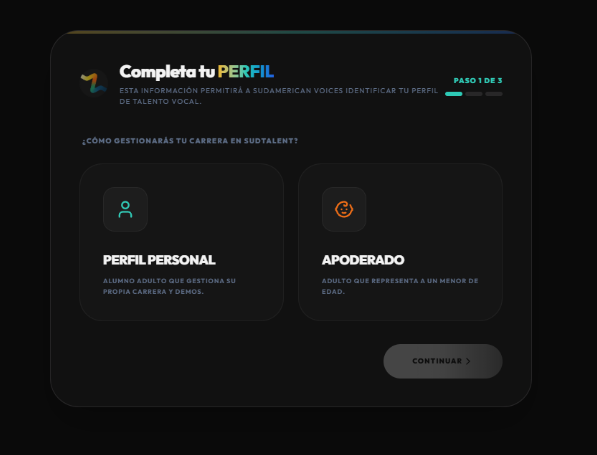 Completa tu PERFIL
ESTA INFORMACIÓN PERMITIRÁ A SUDAMERICAN VOICES IDENTIFICAR TU PERFIL
DE TALENTO VOCAL.
PASO 1 DE 3
¿CÓMO GESTIONARÁS TU CARRERA EN SUDTALENT?
PERFIL PERSONAL
ALUMNO ADULTO QUE GESTIONA SU
PROPIA CARRERA Y DEMOS.
APODERADO
ADULTO QUE REPRESENTA A UN MENOR DE
EDAD.
CONTINUAR